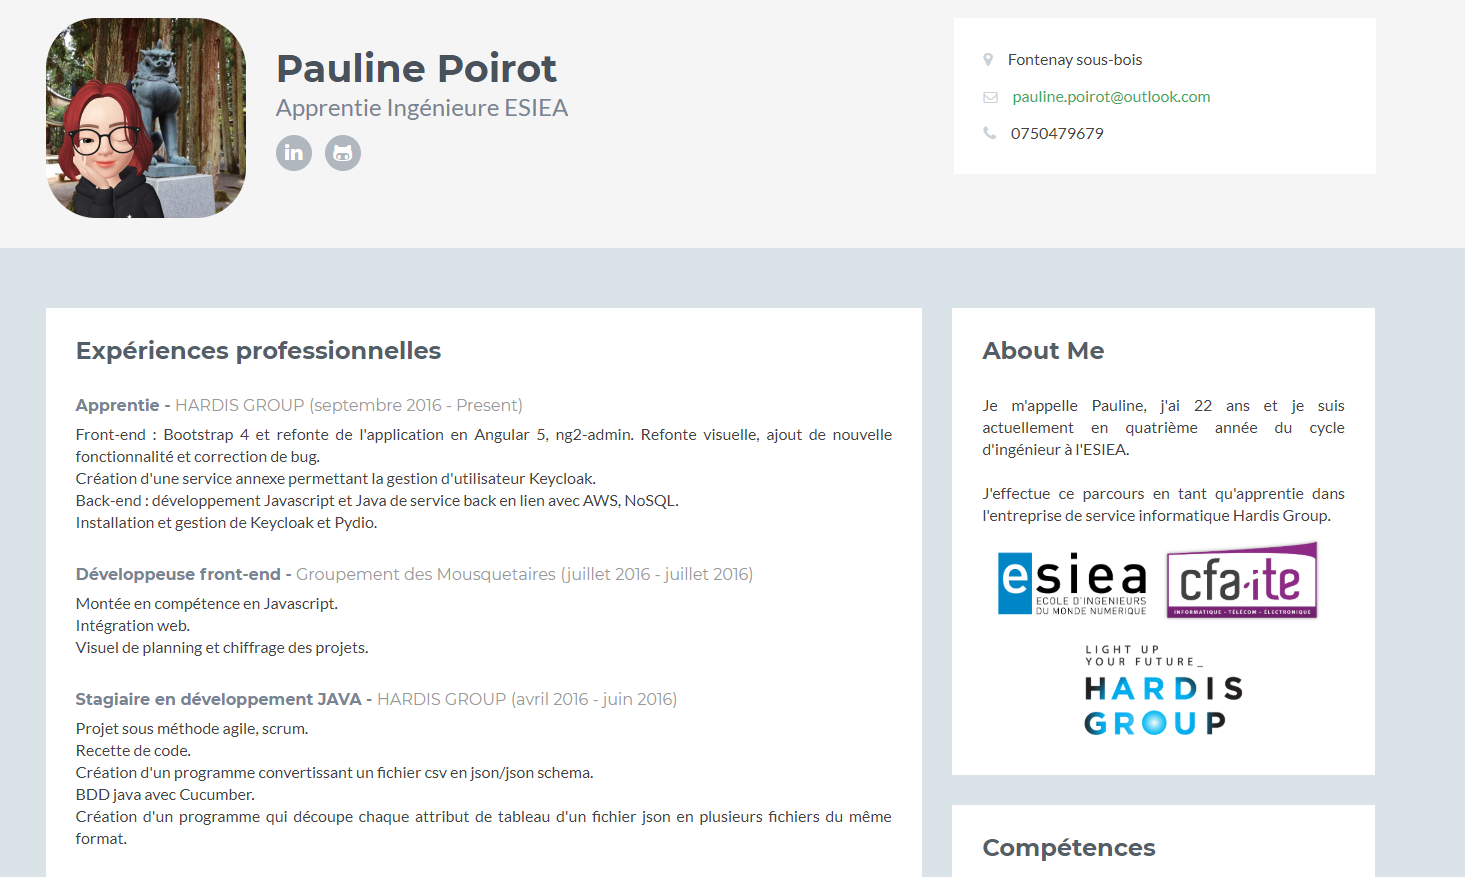 Pauline Poirot
Apprentie Ingénieure ESIEA
in
Fontenay sous-bois
pauline.poirot@outlook.com
0750479679
Expériences professionnelles
Apprentie - HARDIS GROUP (septembre 2016 - Present)
Front-end : Bootstrap 4 et refonte de l'application en Angular 5, ng2-admin. Refonte visuelle, ajout de nouvelle
fonctionnalité et correction de bug.
Création d'une service annexe permettant la gestion d'utilisateur Keycloak.
Back-end : développement Javascript et Java de service back en lien avec AWS, NoSQL.
Installation et gestion de Keycloak et Pydio.
Développeuse front-end - Groupement des Mousquetaires (juillet 2016 - juillet 2016)
Montée en compétence en Javascript.
Intégration web.
Visuel de planning et chiffrage des projets.
Stagiaire en développement JAVA - HARDIS GROUP (avril 2016 - juin 2016)
Projet sous méthode agile, scrum.
Recette de code.
Création d'un programme convertissant un fichier csv en json/json schema.
BDD java avec Cucumber.
Création d'un programme qui découpe chaque attribut de tableau d'un fichier json en plusieurs fichiers du même
format.
About Me
Je m'appelle Pauline, j'ai 22 ans et je suis
actuellement en quatrième année du cycle
d'ingénieur à l'ESIEA.
J'effectue ce parcours en tant qu'apprentie dans
l'entreprise de service informatique Hardis Group.
esiea
ECOLE D'INGENIEURS
DU MONDE NUMERIQUE
cfa-ite
INFORMATIQUE - TÉLÉCOM - ÉLECTRONIQUE
LIGHT UP
YOUR FUTURE_
HARDIS
GROUP
Compétences